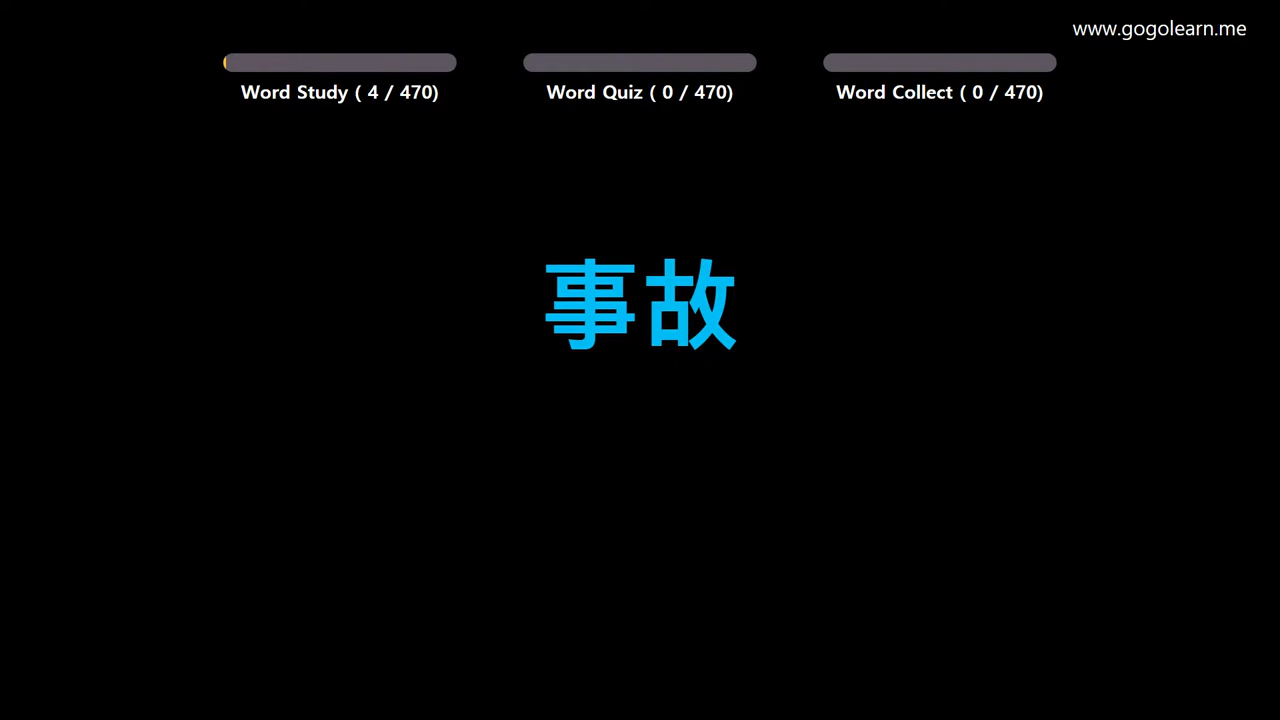 www.gogolearn.me
Word Study ( 4 / 470)
Word Quiz ( 0 / 470)
Word Collect ( 0 / 470)
事故